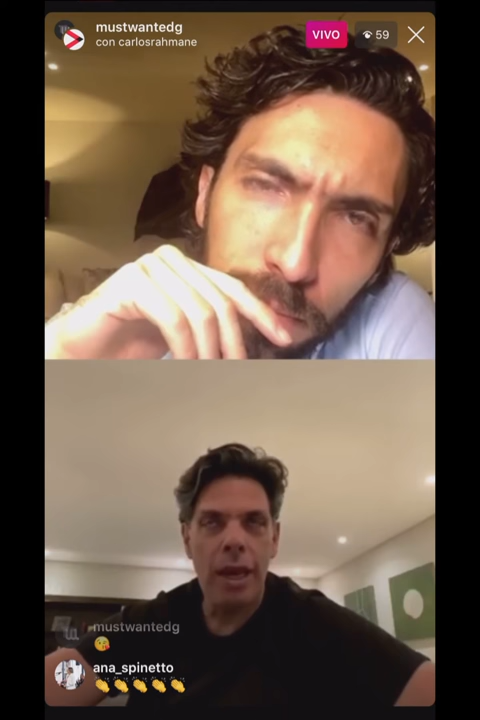 mustwantedg
con carlosrahmane
VIVO
59
mustwantedg
😘
ana_spinetto
👏👏👏👏👏